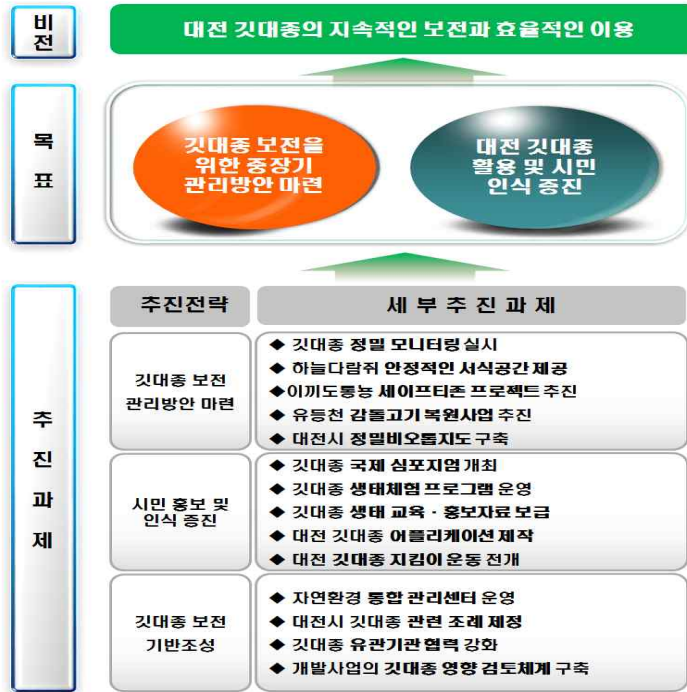 비
전
대전 깃대종의 지속적인 보전과 효율적인 이용
목
표
깃대종 보전을
위한 중장기
관리방안 마련
대전 깃대종
활용 및 시민
인식 증진
추
진
과
제
추진전략
세 부 추 진 과 제
깃대종 보전
관리방안 마련
◆ 깃대종 정밀 모니터링 실시
◆ 하늘다람쥐 안정적인 서식공간 제공
◆이끼도롱뇽 세이프티존 프로젝트 추진
◆ 유등천 감돌고기 복원사업 추진
◆ 대전시 정밀비오톱지도 구축
시민 홍보 및
인식 증진
◆ 깃대종 국제 심포지엄 개최
◆ 깃대종 생태체험 프로그램 운영
◆ 깃대종 생태 교육 · 홍보자료 보급
◆ 대전 깃대종 어플리케이션 제작
◆ 대전 깃대종 지킴이 운동 전개
깃대종 보전
기반조성
◆ 자연환경 통합 관리센터 운영
◆ 대전시 깃대종 관련 조례 제정
◆ 깃대종 유관기관 협력 강화
◆ 개발사업의 깃대종 영향 검토체계 구축